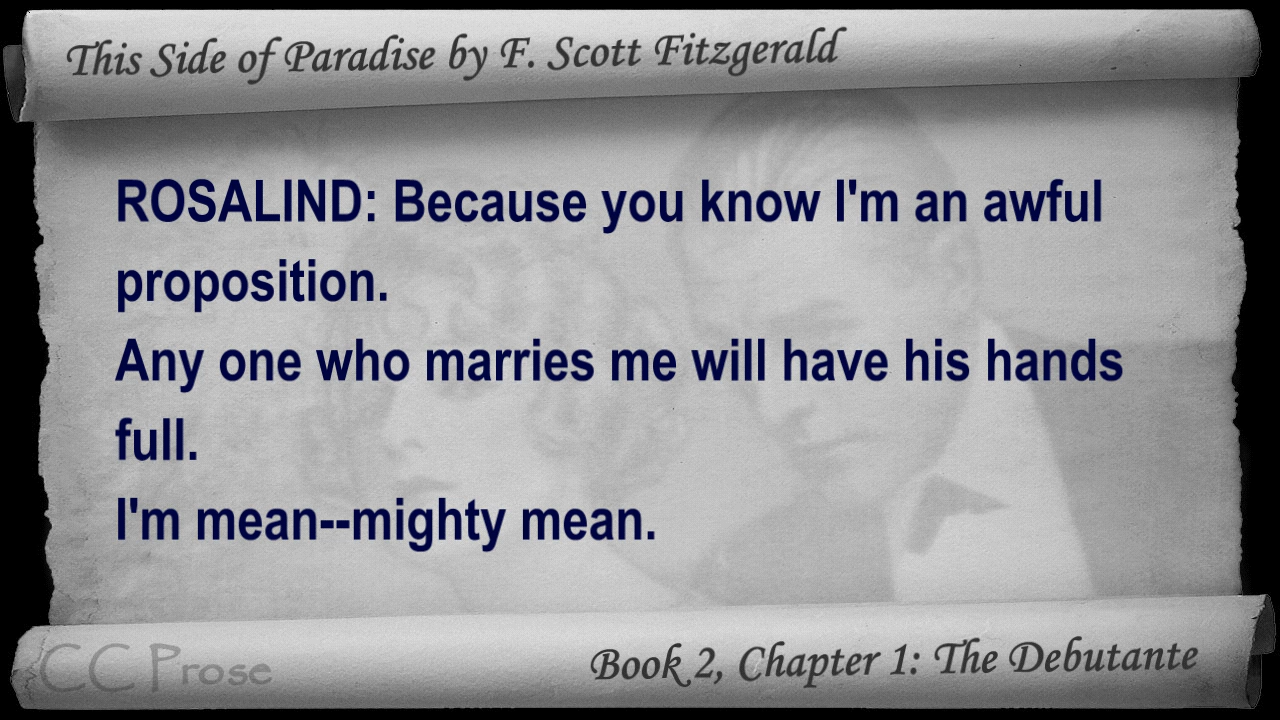 This Side of Paradise by F. Scott Fitzgerald
ROSALIND: Because you know I'm an awful
proposition.
Any one who marries me will have his hands
full.
I'm mean--mighty mean.
CC Prose
Book 2, Chapter 1: The Debutante